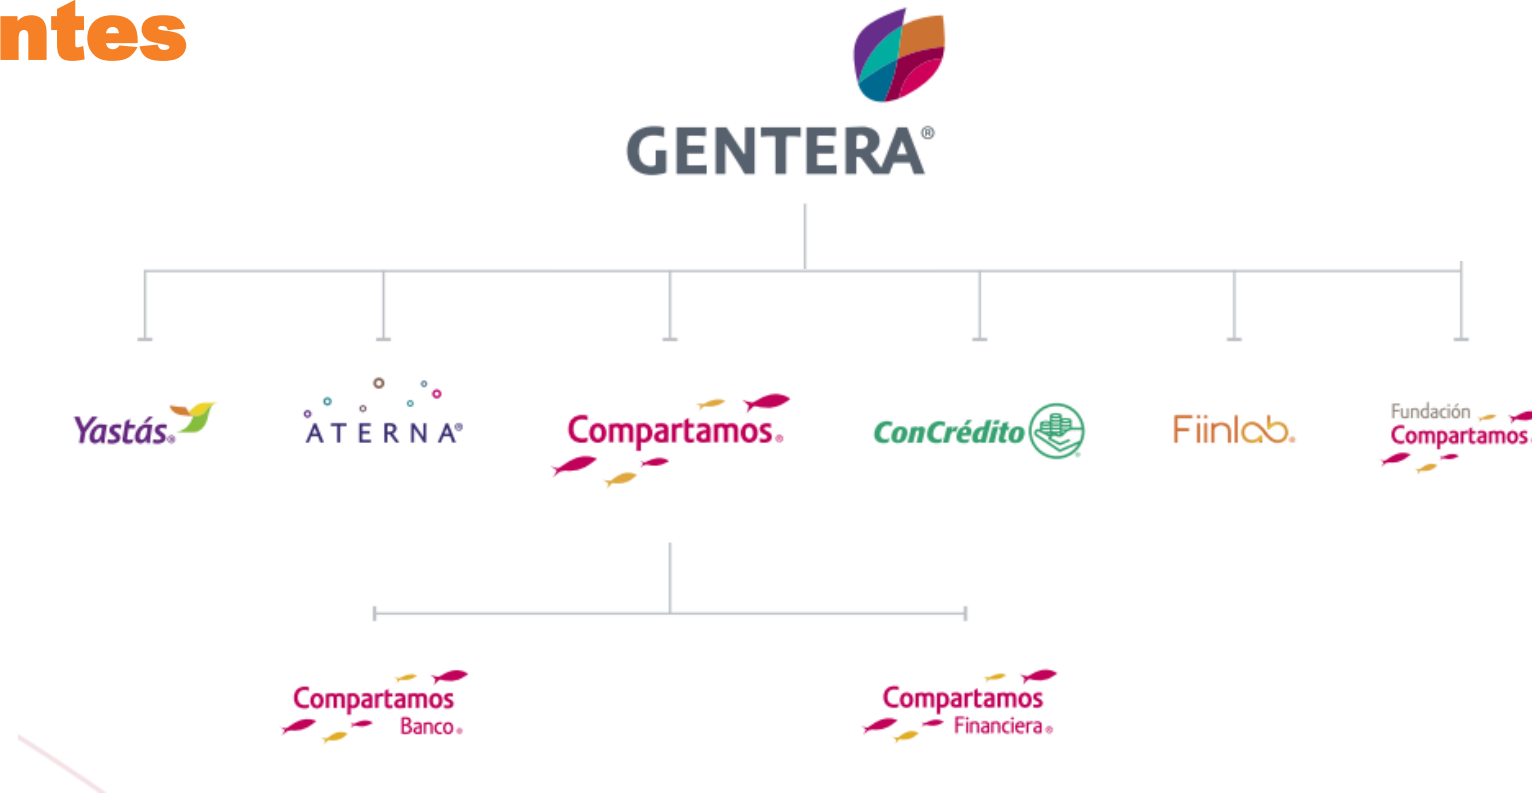 ntes
GENTERA®
Yastás®
ATERNA®
Compartamos®
ConCrédito®
Fiinlab®
Fundación
Compartamos
Compartamos
Banco®
Compartamos
Financiera®